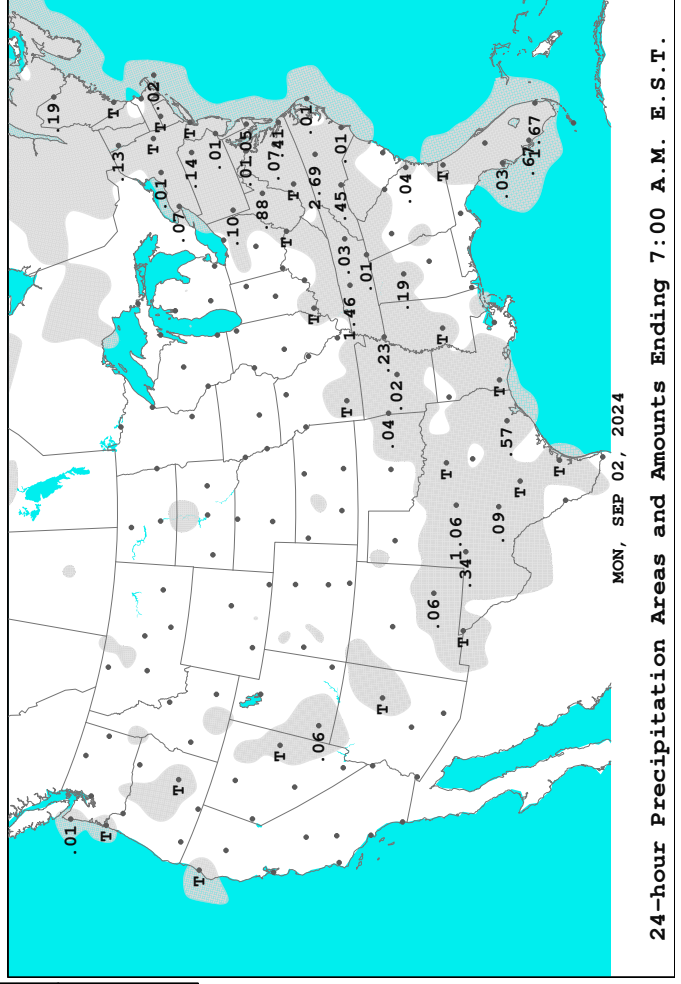 .19
.01
T
T
.13
T
.02
T
.01
T
.07
T
.14
T
.01
.10
.01
.05
.88
.07
.41
T
T
T
.01
T
2.69
.06
.45
.01
.03
T
1.46
.01
T
.23
.04
.02
.19
.04
.06
T
T
T
1.06
T
.34
.09
T
.03
.57
T
.67
1.67
T
MON, SEP 02, 2024
24-hour Precipitation Areas and Amounts Ending 7:00 A.M. E.S.T.